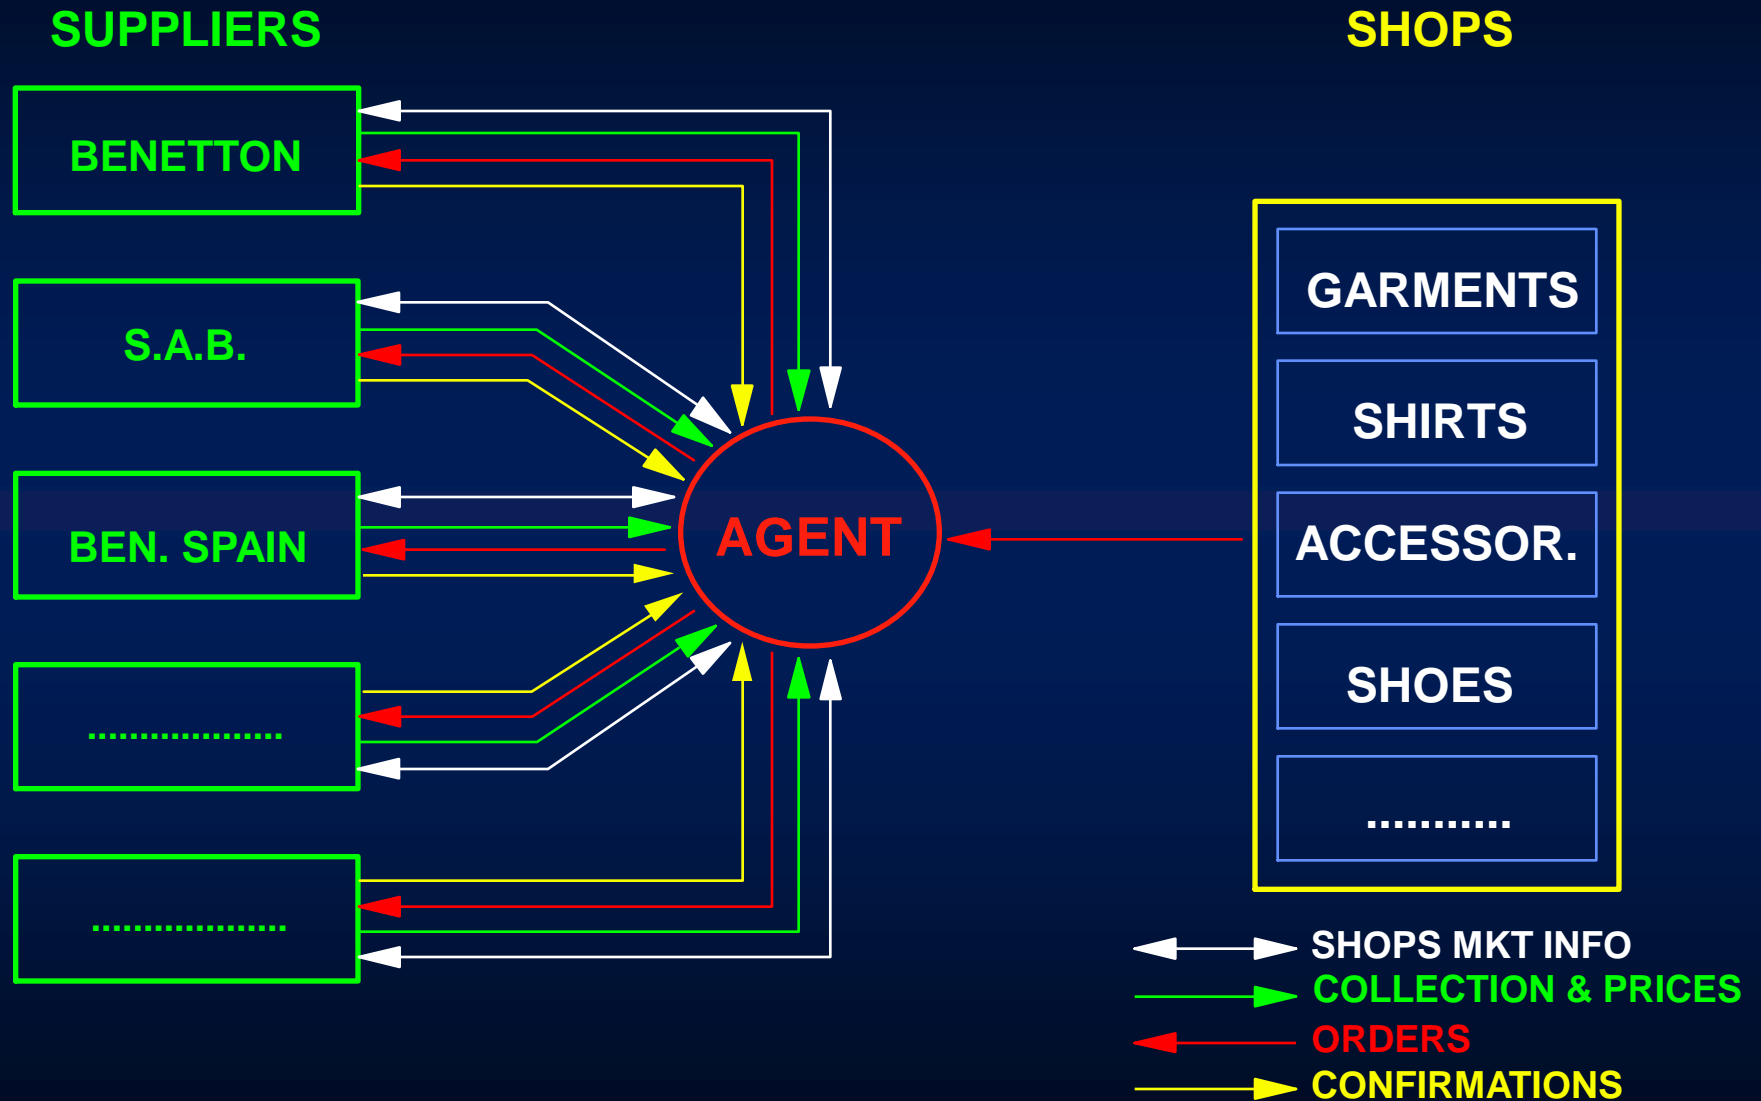 SUPPLIERS
SHOPS
BENETTON
S.A.B.
BEN. SPAIN
...................
...................
AGENT
GARMENTS
SHIRTS
ACCESSOR.
SHOES
...........
SHOPS MKT INFO
COLLECTION & PRICES
ORDERS
CONFIRMATIONS